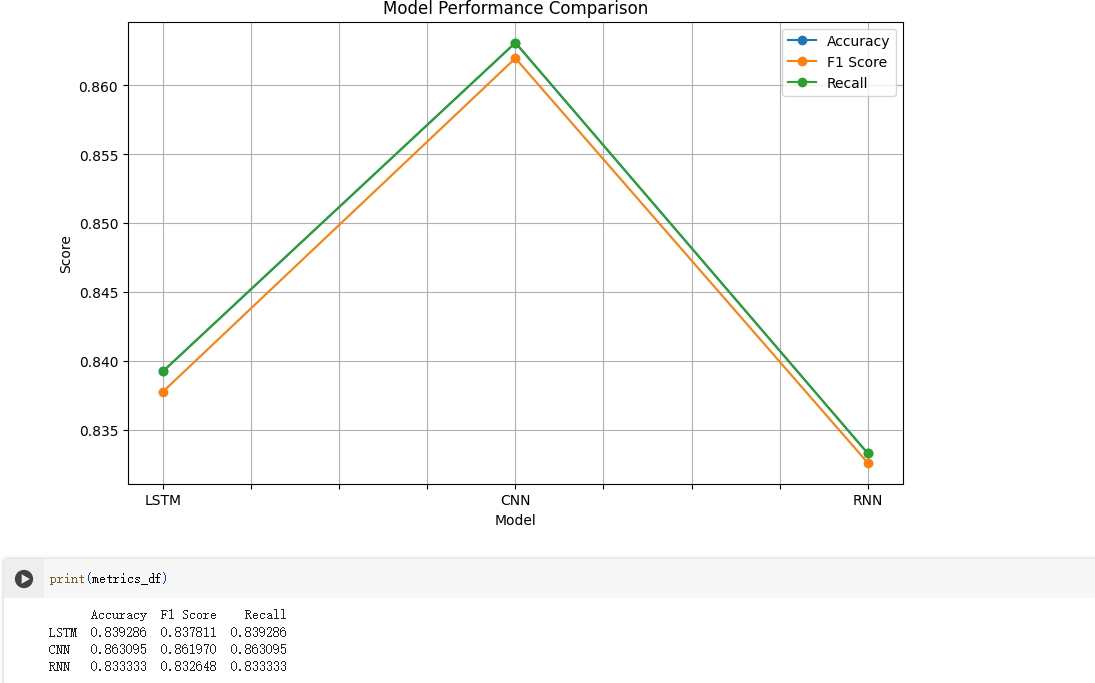 Model Performance Comparison
Accuracy
F1 Score
Recall
0.860
0.855
0.850
0.845
0.840
0.835
Score
LSTM CNN RNN
Model
print(metrics_df)
Accuracy F1 Score Recall
LSTM 0.839286 0.837811 0.839286
CNN 0.863095 0.861970 0.863095
RNN 0.833333 0.832648 0.833333